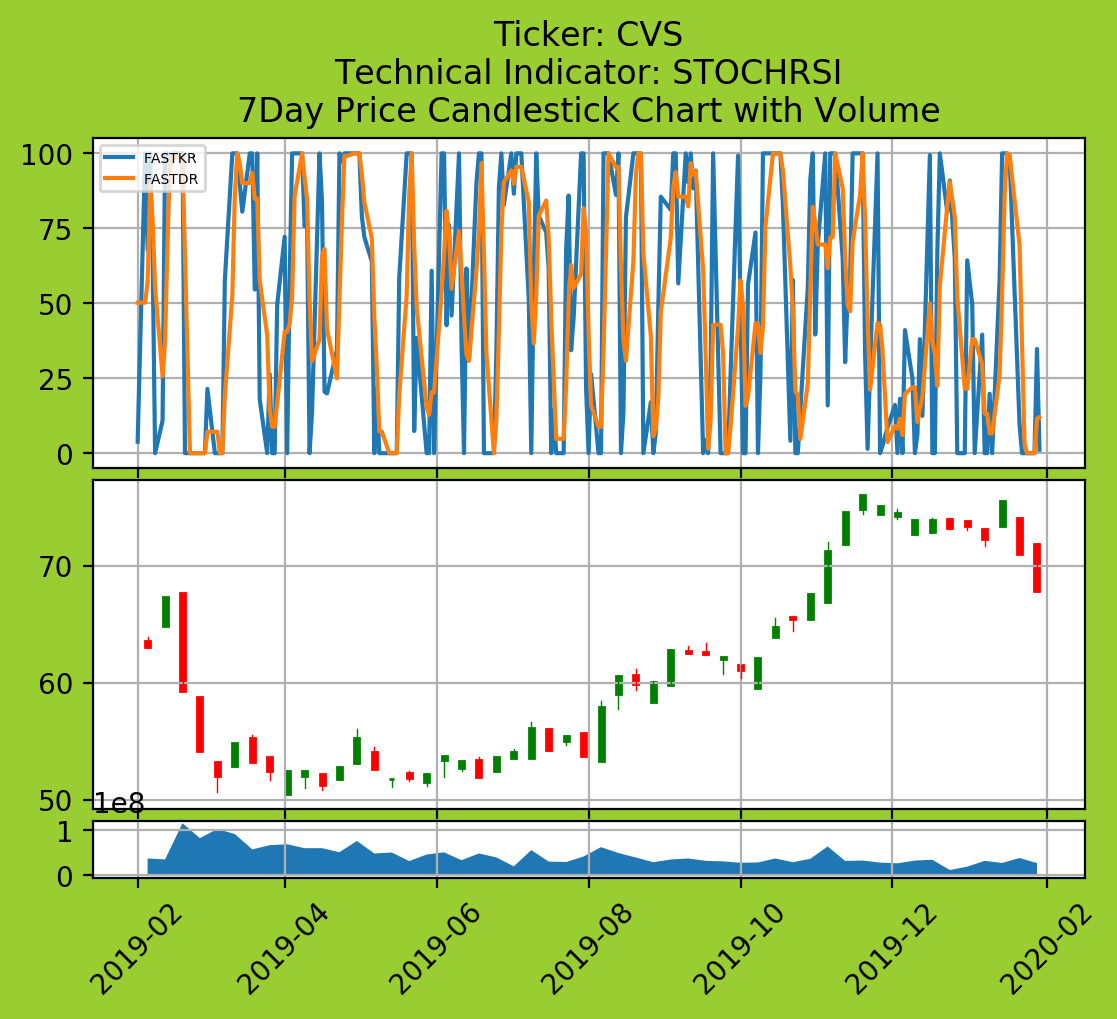 Ticker: CVS
Technical Indicator: STOCHRSI
7Day Price Candlestick Chart with Volume
100
75
50
25
0
FASTKR
FASTDR
70
60
50
1e8
1
0
2019-02
2019-04
2019-06
2019-08
2019-10
2019-12
2020-02